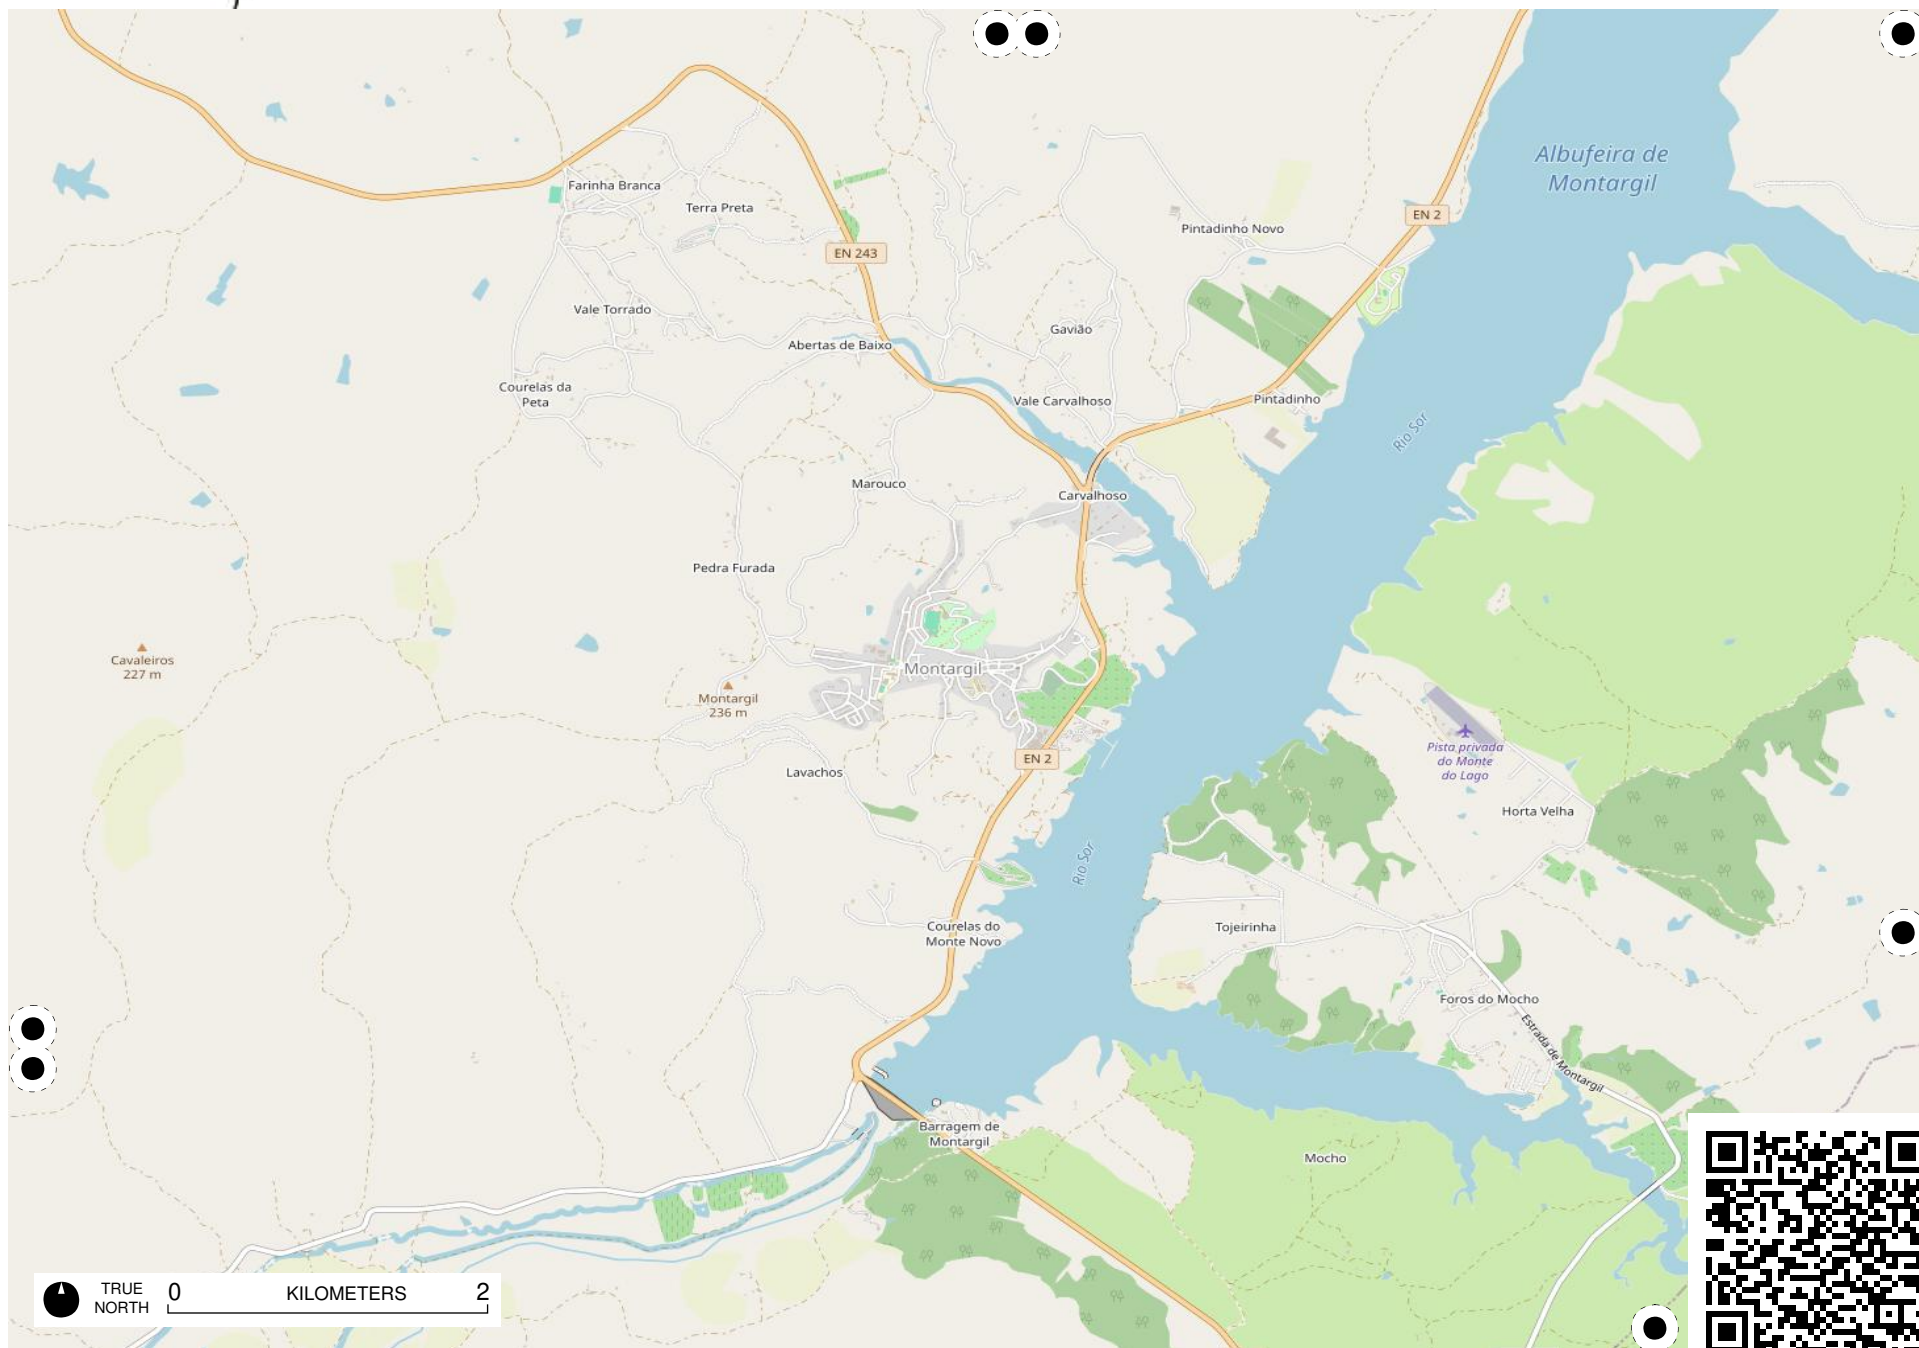 Albufeira de
Montargil
Farinha Branca
Terra Preta
EN 2
Pintadinho Novo
EN 243
Vale Torrado
Gavião
Abertas de Baixo
Courelas da
Peta
Vale Carvalhoso
Pintadinho
Rio Sor
Marouco
Carvalhoso
Pedra Furada
Cavaleiros
227 m
Montargil
Montargil
236 m
Pista privada
do Monte
do Lago
EN 2
Lavachos
Horta Velha
Rio Sor
Courelas do
Monte Novo
Tojeirinha
Foros do Mocho
Estrada de Montargil
Barragem de
Montargil
Mocho
TRUE
NORTH
0 KILOMETERS 2